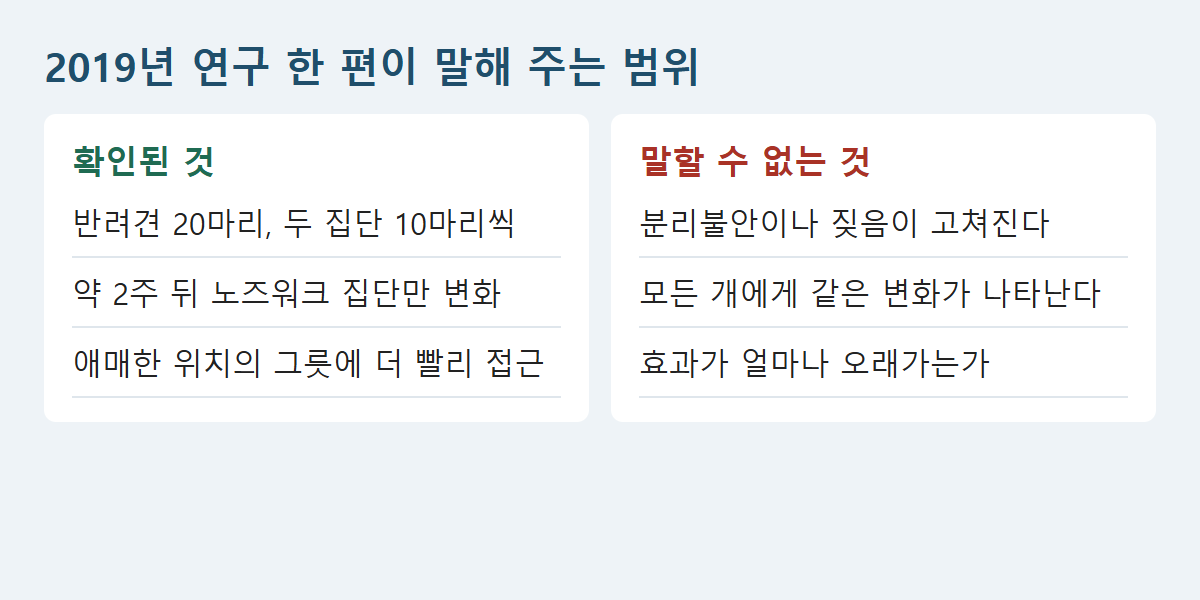 2019년 연구 한 편이 말해 주는 범위
확인된 것
반려견 20마리, 두 집단 10마리씩
약 2주 뒤 노즈워크 집단만 변화
애매한 위치의 그릇에 더 빨리 접근
말할 수 없는 것
분리불안이나 짖음이 고쳐진다
모든 개에게 같은 변화가 나타난다
효과가 얼마나 오래가는가